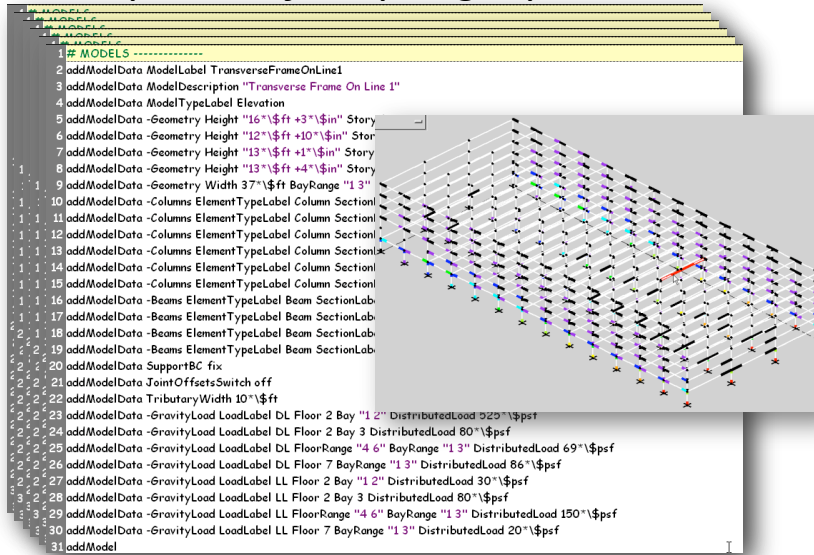 # MODELS
# MODELS
# MODELS
# MODELS
1 # MODELS --------------
2 addModelData ModelLabel TransverseFrameOnLine1
3 addModelData ModelDescription "Transverse Frame On Line 1"
4 addModelData ModelTypeLabel Elevation
5 addModelData -Geometry Height "16*\$ft +3*\$in" Story
6 addModelData -Geometry Height "12*\$ft +10*\$in" Stor
7 addModelData -Geometry Height "13*\$ft +1*\$in" Story
8 addModelData -Geometry Height "13*\$ft +4*\$in" Story
9 addModelData -Geometry Width 37*\$ft BayRange "1 3"
10 addModelData -Columns ElementTypeLabel Column Section
11 addModelData -Columns ElementTypeLabel Column Section
12 addModelData -Columns ElementTypeLabel Column Section
13 addModelData -Columns ElementTypeLabel Column Section
14 addModelData -Columns ElementTypeLabel Column Section
15 addModelData -Columns ElementTypeLabel Column Section
16 addModelData -Beams ElementTypeLabel Beam SectionLabe
17 addModelData -Beams ElementTypeLabel Beam SectionLabe
18 addModelData -Beams ElementTypeLabel Beam SectionLabe
19 addModelData -Beams ElementTypeLabel Beam SectionLabe
20 addModelData SupportBC fix
21 addModelData JointOffsetsSwitch off
22 addModelData TributaryWidth 10*\$ft
23 addModelData -GravityLoad LoadLabel DL Floor 2 Bay "1 2" DistributedLoad 525*\$psf
24 addModelData -GravityLoad LoadLabel DL Floor 2 Bay 3 DistributedLoad 80*\$psf
25 addModelData -GravityLoad LoadLabel DL FloorRange "4 6" BayRange "1 3" DistributedLoad 69*\$psf
26 addModelData -GravityLoad LoadLabel DL Floor 7 BayRange "1 3" DistributedLoad 86*\$psf
27 addModelData -GravityLoad LoadLabel LL Floor 2 Bay "1 2" DistributedLoad 30*\$psf
28 addModelData -GravityLoad LoadLabel LL Floor 2 Bay 3 DistributedLoad 80*\$psf
29 addModelData -GravityLoad LoadLabel LL FloorRange "4 6" BayRange "1 3" DistributedLoad 150*\$psf
30 addModelData -GravityLoad LoadLabel LL Floor 7 BayRange "1 3" DistributedLoad 20*\$psf
31 addModel